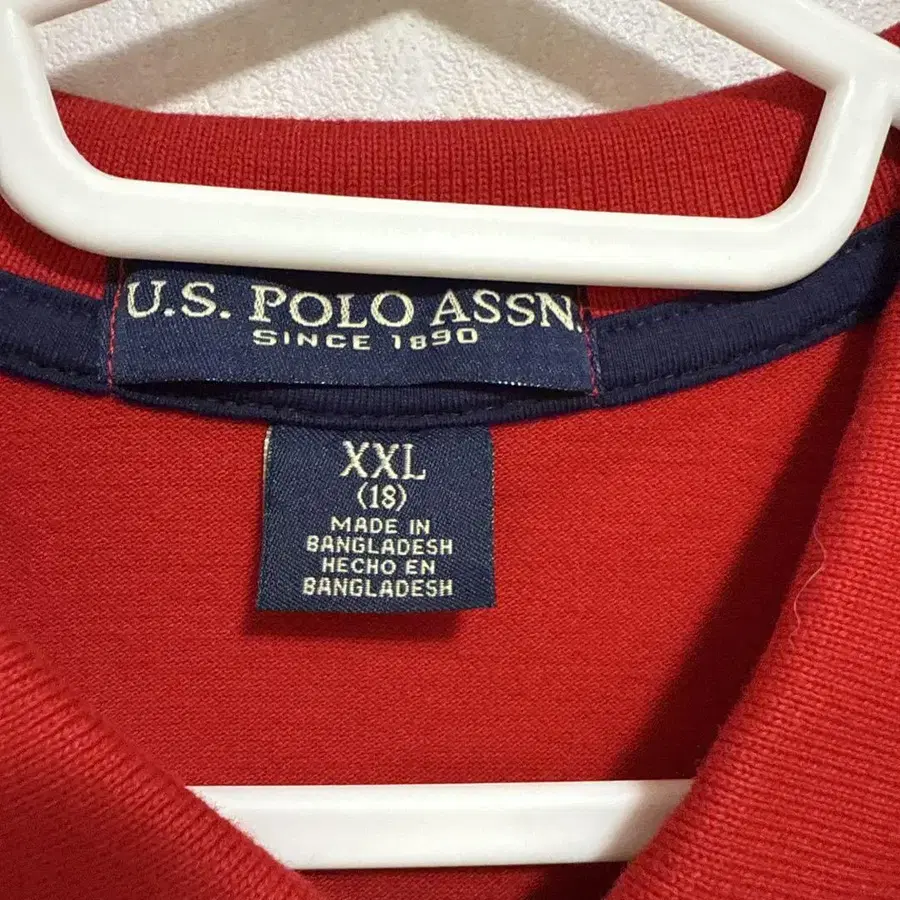 U.S. POLO ASSN.
SINCE 1890
XXL
(18)
MADE IN
BANGLADESH
HECHO EN
BANGLADESH